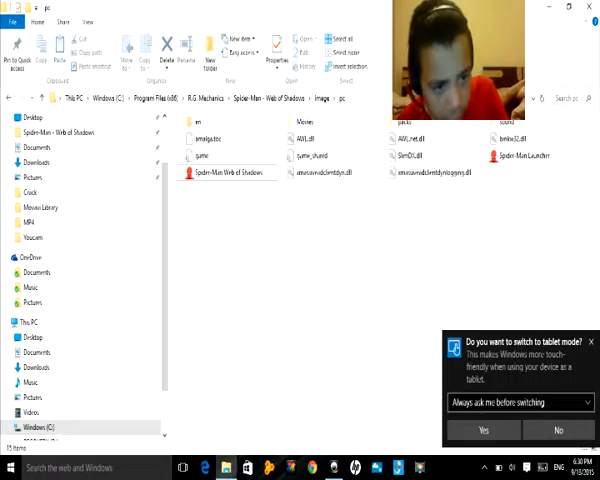 pc
File Home Share View
Pin to Quick access
Copy
Paste
Cut
Copy path
Paste shortcut
Clipboard
Move to
Copy to
Delete
Rename
Organize
New folder
New item
Easy access
New
Properties
Open
Edit
History
Open
Select all
Select none
Invert selection
Select
This PC > Windows (C:) > Program Files (x86) > R.G. Mechanics > Spider-Man - Web of Shadows > image > pc
Search pc
Desktop
Spider-Man - Web of Shadows
Documents
Downloads
Pictures
Crack
Movavi Library
MP4
Youcam
OneDrive
Documents
Music
Pictures
This PC
Desktop
Documents
Downloads
Music
Pictures
Videos
Windows (C:)
15 items
en
Movies
packs
sound
amalga.toc
AWL.dll
AWL.net.dll
binkw32.dll
game
game_shared
SlimDX.dll
Spider-Man Launcher
Spider-Man Web of Shadows
Do you want to switch to tablet mode?
This makes Windows more touch-
friendly when using your device as a
tablet.
Always ask me before switching
Yes
No
Search the web and Windows
ENG
6:30 PM
9/13/2015